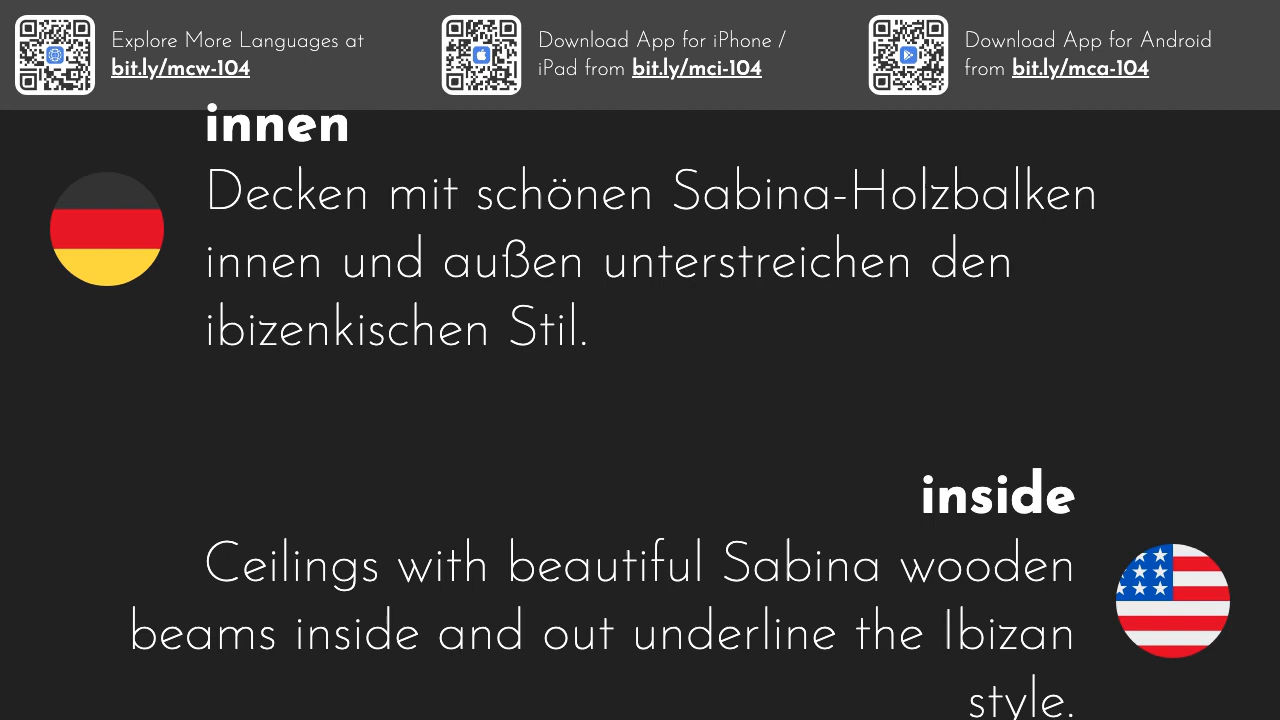 Explore More Languages at
bit.ly/mcw-104
Download App for iPhone /
iPad from bit.ly/mci-104
Download App for Android
from bit.ly/mca-104
innen
Decken mit schönen Sabina-Holzbalken
innen und außen unterstreichen den
ibizenkischen Stil.
inside
Ceilings with beautiful Sabina wooden
beams inside and out underline the Ibizan
style.